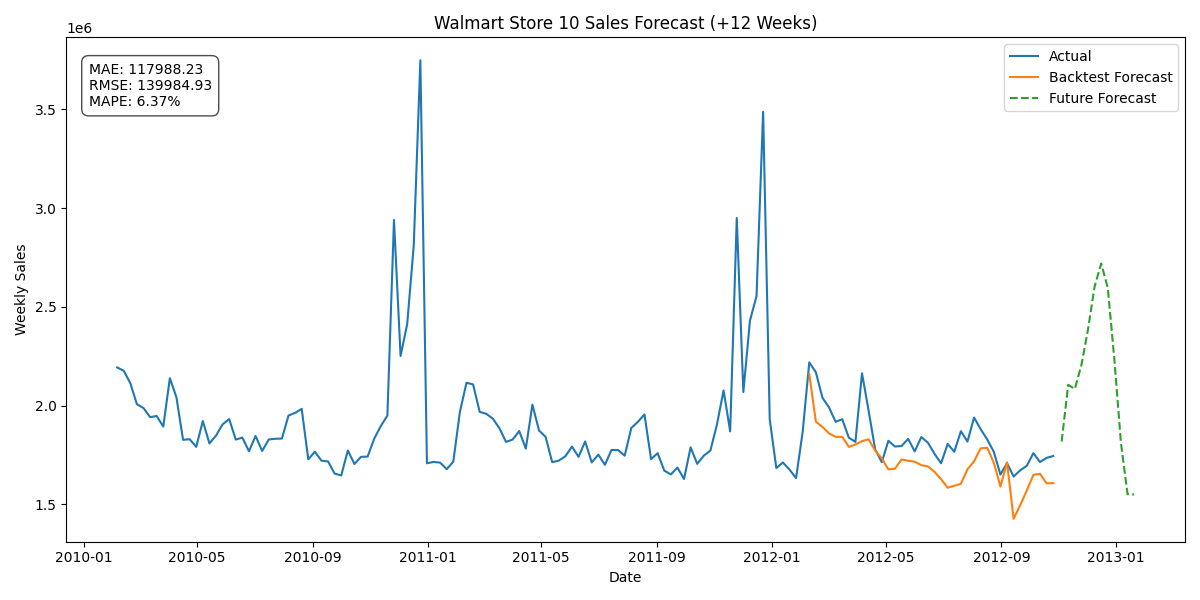 Walmart Store 10 Sales Forecast (+12 Weeks)
1e6
MAE: 117988.23
RMSE: 139984.93
MAPE: 6.37%
Actual
Backtest Forecast
Future Forecast
3.5
3.0
2.5
2.0
1.5
Weekly Sales
2010-01
2010-05
2010-09
2011-01
2011-05
2011-09
2012-01
2012-05
2012-09
2013-01
Date